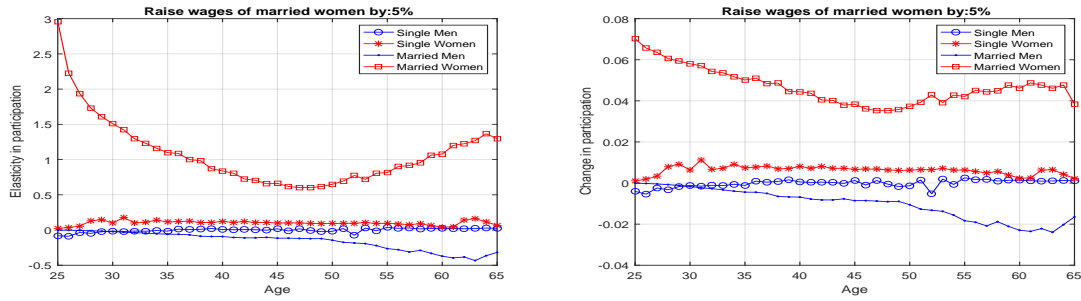 Raise wages of married women by:5%
3
2.5
2
1.5
1
0.5
0
-0.5
Elasticity in participation
25 30 35 40 45 50 55 60 65
Age
Single Men
Single Women
Married Men
Married Women
Raise wages of married women by:5%
0.08
0.06
0.04
0.02
0
-0.02
-0.04
Change in participation
25 30 35 40 45 50 55 60 65
Age
Single Men
Single Women
Married Men
Married Women